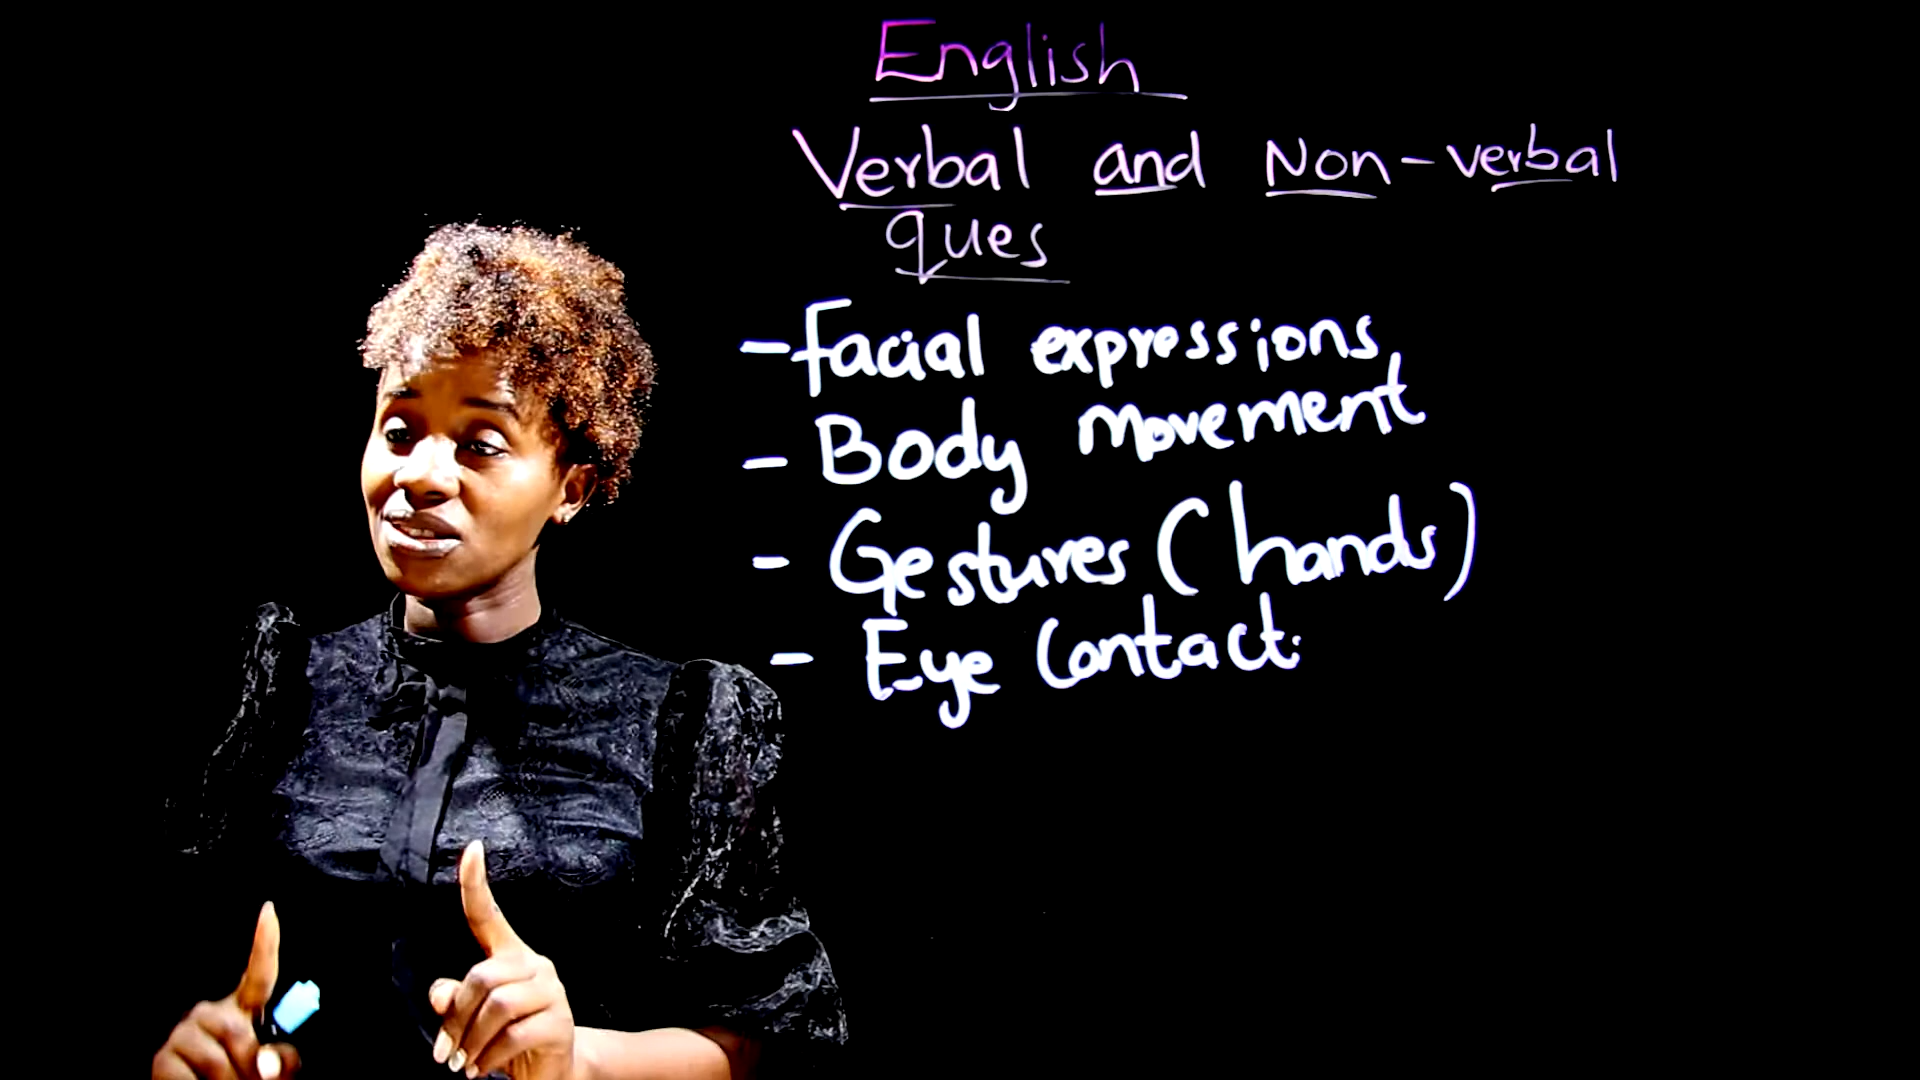 English
Verbal and Non-verbal
ques
- facial expressions,
- Body movement
- Gestures (hands)
- Eye Contact.